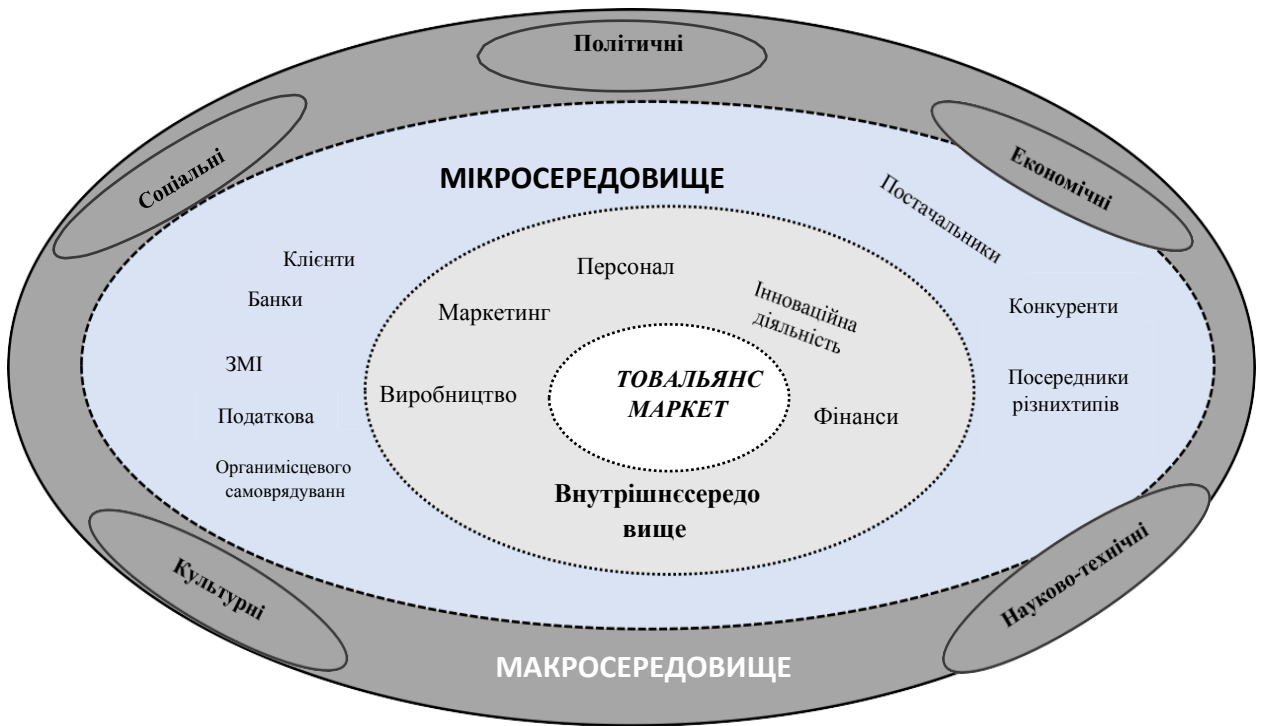 Політичні
Соціальні
Економічні
МІКРОСЕРЕДОВИЩЕ
Постачальники
Клієнти
Банки
ЗМІ
Податкова
Органимісцевого
самоврядуванн
Персонал
Маркетинг
Інноваційна
діяльність
Виробництво
ТОВАЛЬЯНС
МАРКЕТ
Фінанси
Внутрішнєсередо
вище
Конкуренти
Посередники
різнихтипів
Культурні
Науково-технічні
МАКРОСЕРЕДОВИЩЕ